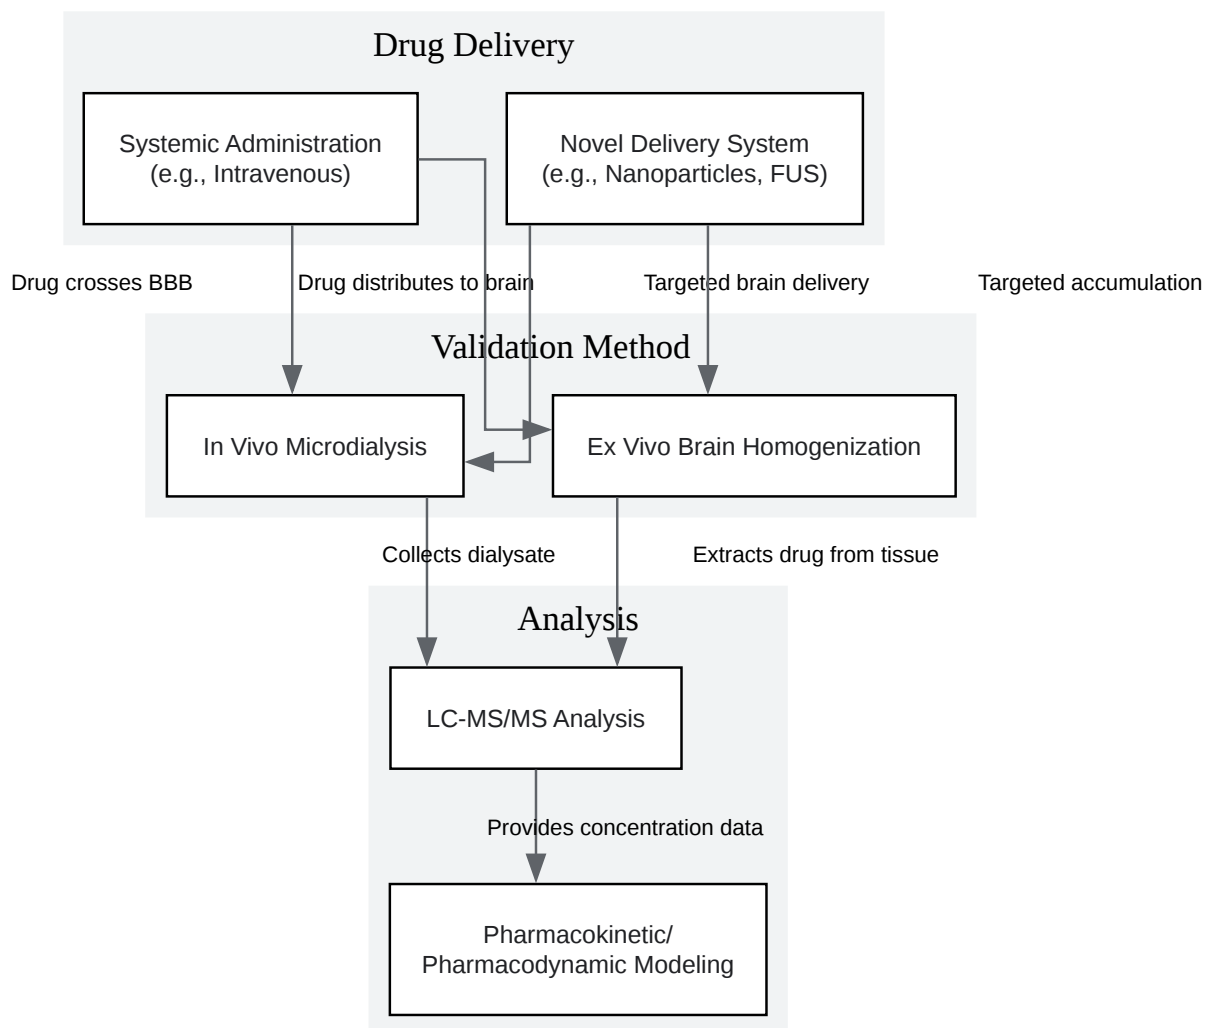 Drug Delivery
Systemic Administration
(e.g., Intravenous)
Novel Delivery System
(e.g., Nanoparticles, FUS)
Drug crosses BBB
Drug distributes to brain
Targeted brain delivery
Targeted accumulation
Validation Method
In Vivo Microdialysis
Ex Vivo Brain Homogenization
Collects dialysate
Extracts drug from tissue
Analysis
LC-MS/MS Analysis
Provides concentration data
Pharmacokinetic/
Pharmacodynamic Modeling